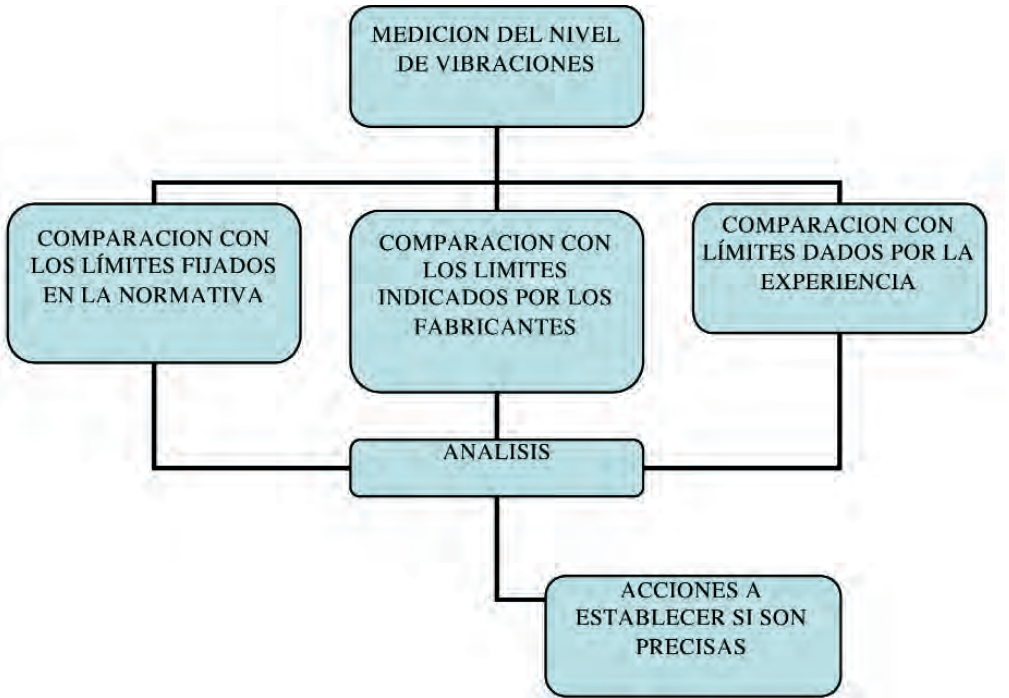 MEDICION DEL NIVEL
DE VIBRACIONES
COMPARACION CON
LOS LÍMITES FIJADOS
EN LA NORMATIVA
COMPARACION CON
LOS LIMITES
INDICADOS POR LOS
FABRICANTES
COMPARACION CON
LÍMITES DADOS POR LA
EXPERIENCIA
ANALISIS
ACCIONES A
ESTABLECER SI SON
PRECISAS